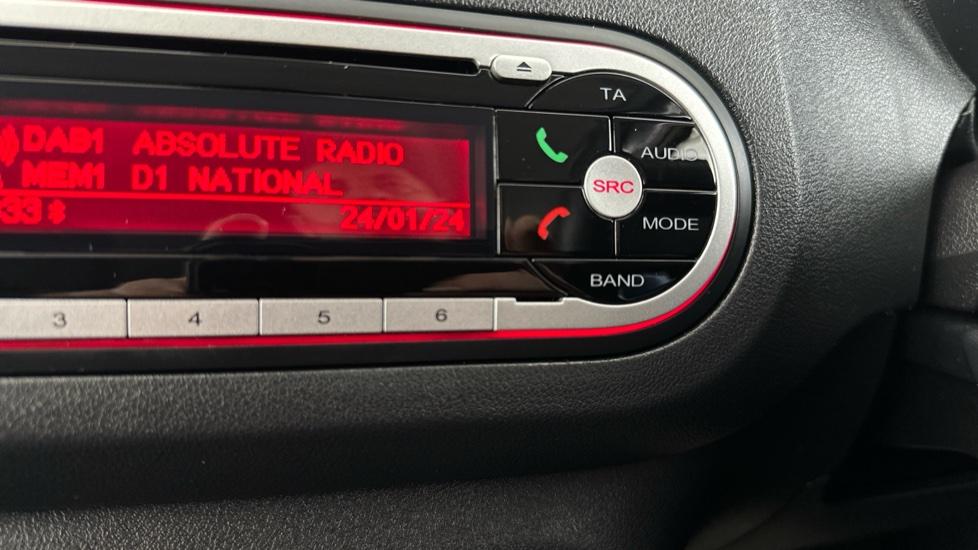 TA
DAB1 ABSOLUTE RADIO
AUDIO
SRC
MEM1 D1 NATIONAL
:33 24/01/24
MODE
BAND
3 4 5 6